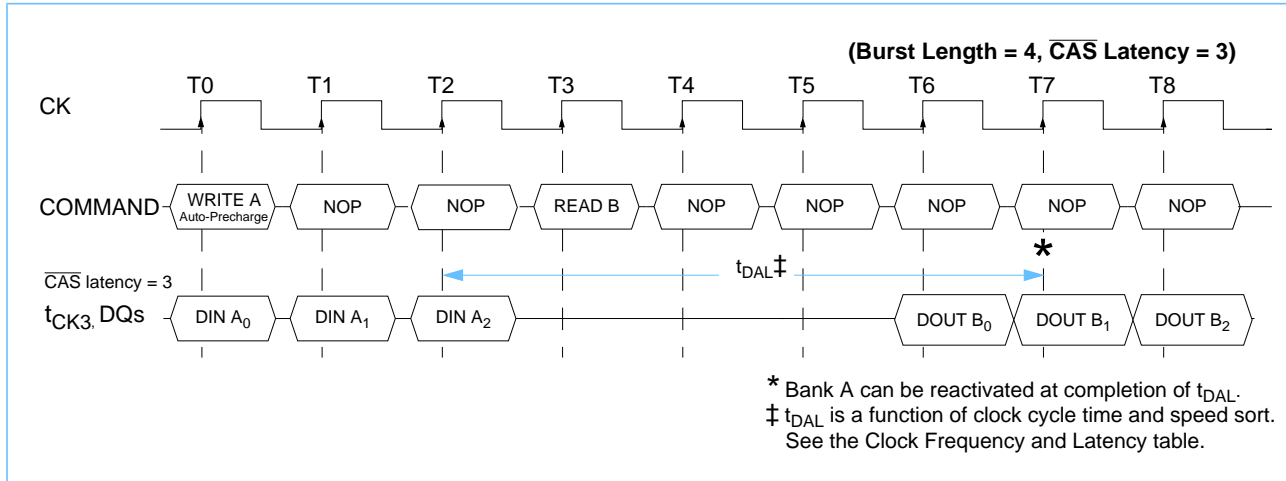 (Burst Length = 4, CAS Latency = 3)
T0 T1 T2 T3 T4 T5 T6 T7 T8
CK
COMMAND WRITE A Auto-Precharge NOP NOP READ B NOP NOP NOP NOP NOP
*
tDAL‡
CAS latency = 3
tCK3, DQs DIN A0 DIN A1 DIN A2 DOUT B0 DOUT B1 DOUT B2
* Bank A can be reactivated at completion of tDAL.
‡ tDAL is a function of clock cycle time and speed sort.
See the Clock Frequency and Latency table.